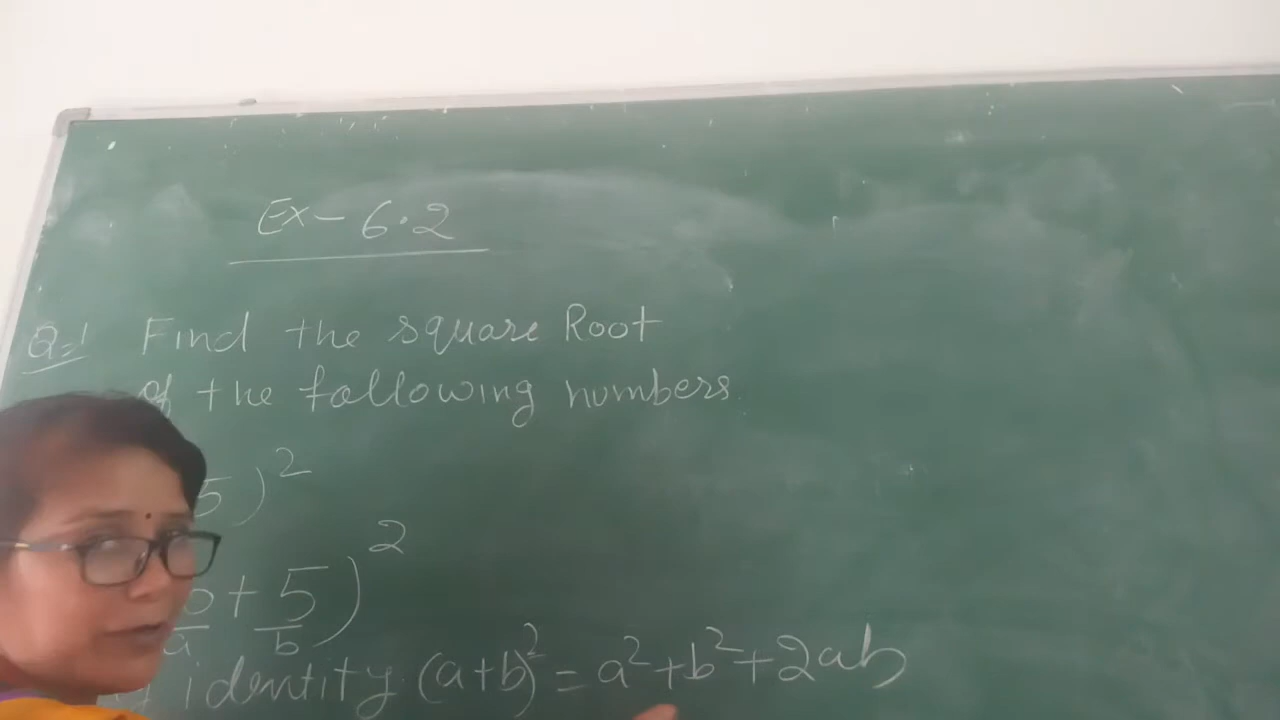 Ex - 6.2
Q=1 Find the square Root
of the following numbers.
5)²
+ 5)²
a b
identity (a+b)² = a²+b²+2ab